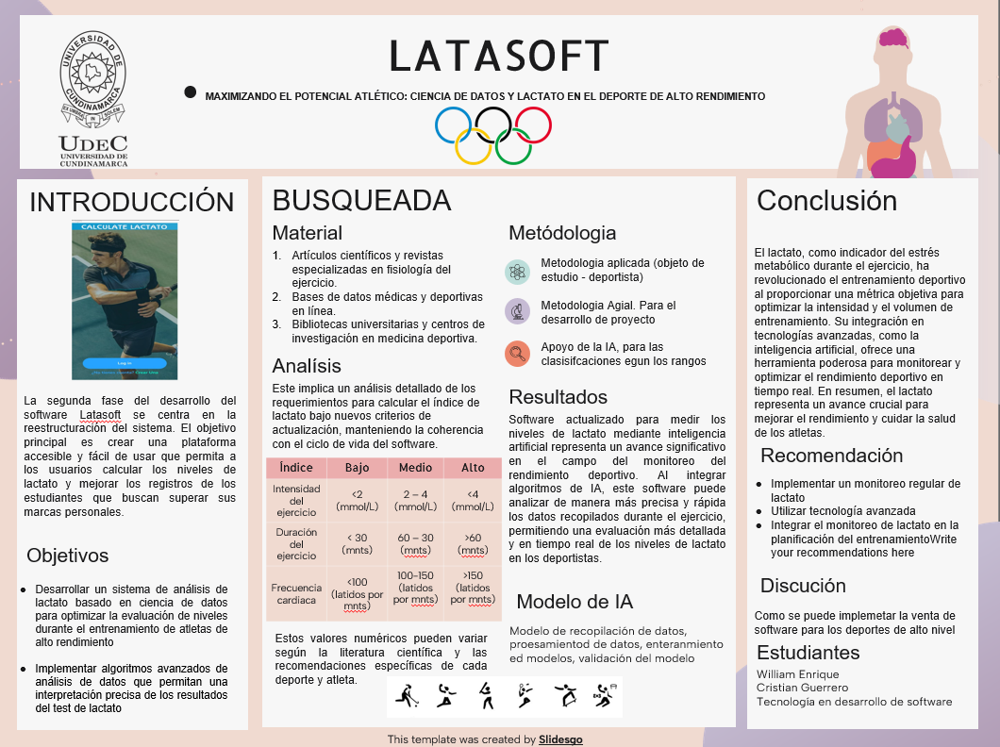 UNIVERSIDAD DE
CUNDINAMARCA
UDEC
UNIVERSIDAD DE
CUNDINAMARCA
LATASOFT
● MAXIMIZANDO EL POTENCIAL ATLÉTICO: CIENCIA DE DATOS Y LACTATO EN EL DEPORTE DE ALTO RENDIMIENTO
INTRODUCCIÓN
CALCULATE LACTATO
Log In
La segunda fase del desarrollo del
software Latasoft se centra en la
reestructuración del sistema. El objetivo
principal es crear una plataforma
accesible y fácil de usar que permita a
los usuarios calcular los niveles de
lactato y mejorar los registros de los
estudiantes que buscan superar sus
marcas personales.
Objetivos
● Desarrollar un sistema de análisis de
lactato basado en ciencia de datos
para optimizar la evaluación de niveles
durante el entrenamiento de atletas de
alto rendimiento
● Implementar algoritmos avanzados de
análisis de datos que permitan una
interpretación precisa de los resultados
del test de lactato
BUSQUEADA
Material
1. Artículos científicos y revistas
especializadas en fisiología del
ejercicio.
2. Bases de datos médicas y deportivas
en línea.
3. Bibliotecas universitarias y centros de
investigación en medicina deportiva.
Analísis
Este implica un análisis detallado de los
requerimientos para calcular el índice de
lactato bajo nuevos criterios de
actualización, manteniendo la coherencia
con el ciclo de vida del software.
Índice Bajo Medio Alto
Intensidad del ejercicio <2 (mmol/L) 2 – 4 (mmol/L) <4 (mmol/L)
Duración del ejercicio < 30 (mnts) 60 – 30 (mnts) >60 (mnts)
Frecuencia cardiaca <100 (latidos por mnts) 100-150 (latidos por mnts) >150 (latidos por mnts)
Estos valores numéricos pueden variar
según la literatura científica y las
recomendaciones específicas de cada
deporte y atleta.
Metódologia
Metodologia aplicada (objeto de
estudio - deportista)
Metodologia Agial. Para el
desarrollo de proyecto
Apoyo de la IA, para las
clasisifcaciones egun los rangos
Resultados
Software actualizado para medir los
niveles de lactato mediante inteligencia
artificial representa un avance significativo
en el campo del monitoreo del
rendimiento deportivo. Al integrar
algoritmos de IA, este software puede
analizar de manera más precisa y rápida
los datos recopilados durante el ejercicio,
permitiendo una evaluación más detallada
y en tiempo real de los niveles de lactato
en los deportistas.
Modelo de IA
Modelo de recopilación de datos,
proesamientod de datos, enteranmiento
ed modelos, validación del modelo
Conclusión
El lactato, como indicador del estrés
metabólico durante el ejercicio, ha
revolucionado el entrenamiento deportivo
al proporcionar una métrica objetiva para
optimizar la intensidad y el volumen de
entrenamiento. Su integración en
tecnologías avanzadas, como la
inteligencia artificial, ofrece una
herramienta poderosa para monitorear y
optimizar el rendimiento deportivo en
tiempo real. En resumen, el lactato
representa un avance crucial para
mejorar el rendimiento y cuidar la salud
de los atletas.
Recomendación
● Implementar un monitoreo regular de
lactato
● Utilizar tecnología avanzada
● Integrar el monitoreo de lactato en la
planificación del entrenamientoWrite
your recommendations here
Discución
Como se puede implemetar la venta de
software para los deportes de alto nivel
Estudiantes
William Enrique
Cristian Guerrero
Tecnología en desarrollo de software
This template was created by Slidesgo